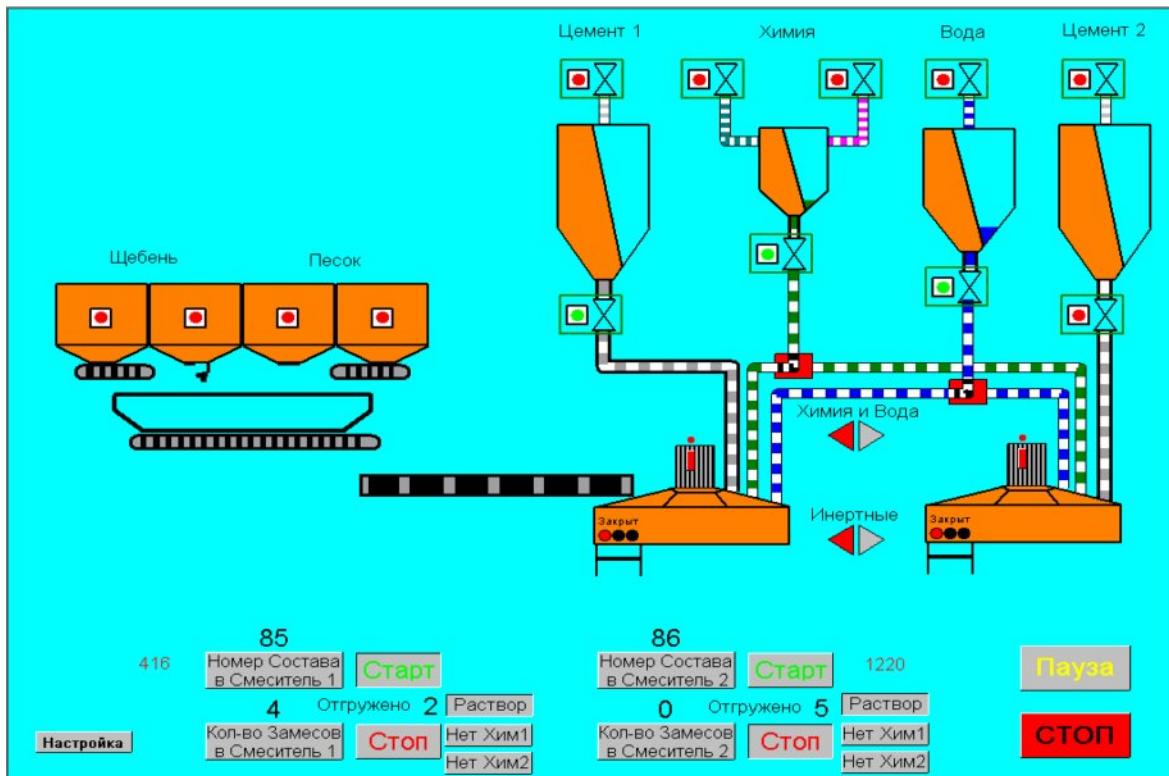 Цемент 1
Химия
Вода
Цемент 2
Щебень
Песок
Химия и Вода
Инертные
Закрыт
Закрыт
85
416
Номер Состава
в Смеситель 1
Старт
4
Отгружено 2
Раствор
Кол-во Замесов
в Смеситель 1
Стоп
Нет Хим1
Нет Хим2
Настройка
86
Номер Состава
в Смеситель 2
Старт
1220
0
Отгружено 5
Раствор
Кол-во Замесов
в Смеситель 2
Стоп
Нет Хим1
Нет Хим2
Пауза
СТОП